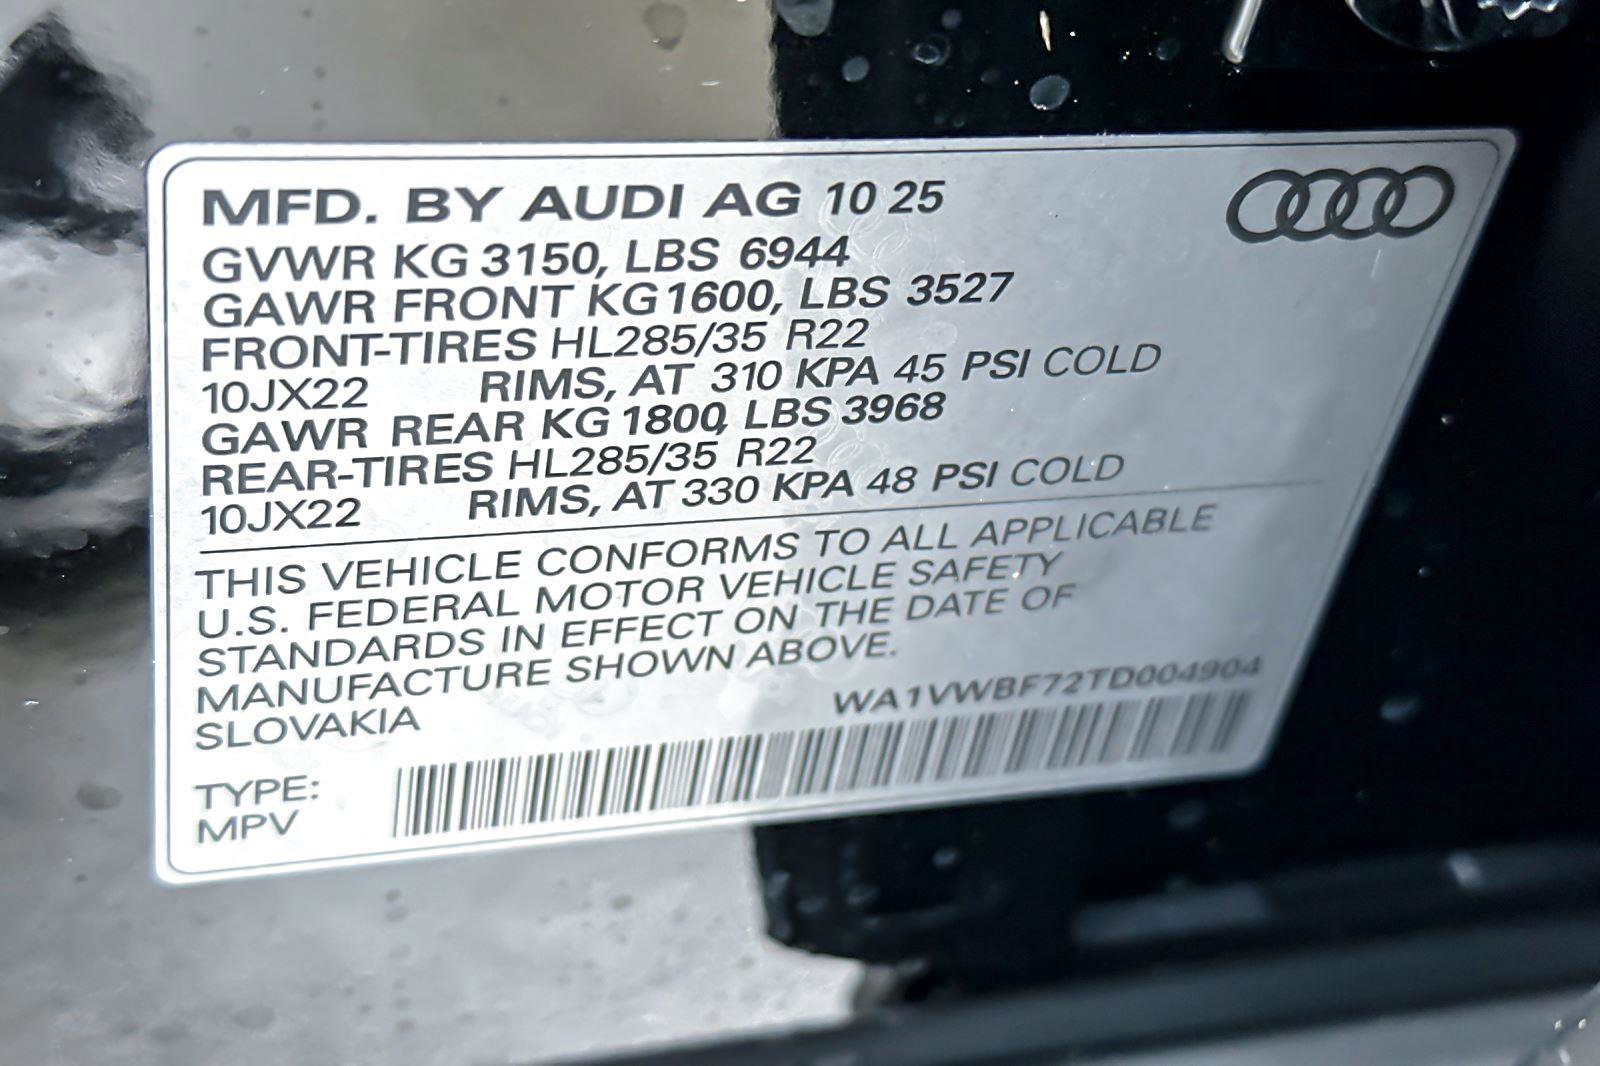 MFD. BY AUDI AG 10 25
GVWR KG 3150, LBS 6944
GAWR FRONT KG 1600, LBS 3527
FRONT-TIRES HL285/35 R22
10JX22 RIMS, AT 310 KPA 45 PSI COLD
GAWR REAR KG 1800, LBS 3968
REAR-TIRES HL285/35 R22
10JX22 RIMS, AT 330 KPA 48 PSI COLD
THIS VEHICLE CONFORMS TO ALL APPLICABLE
U.S. FEDERAL MOTOR VEHICLE SAFETY
STANDARDS IN EFFECT ON THE DATE OF
MANUFACTURE SHOWN ABOVE.
SLOVAKIA
WA1VWBF72TD004904
TYPE:
MPV